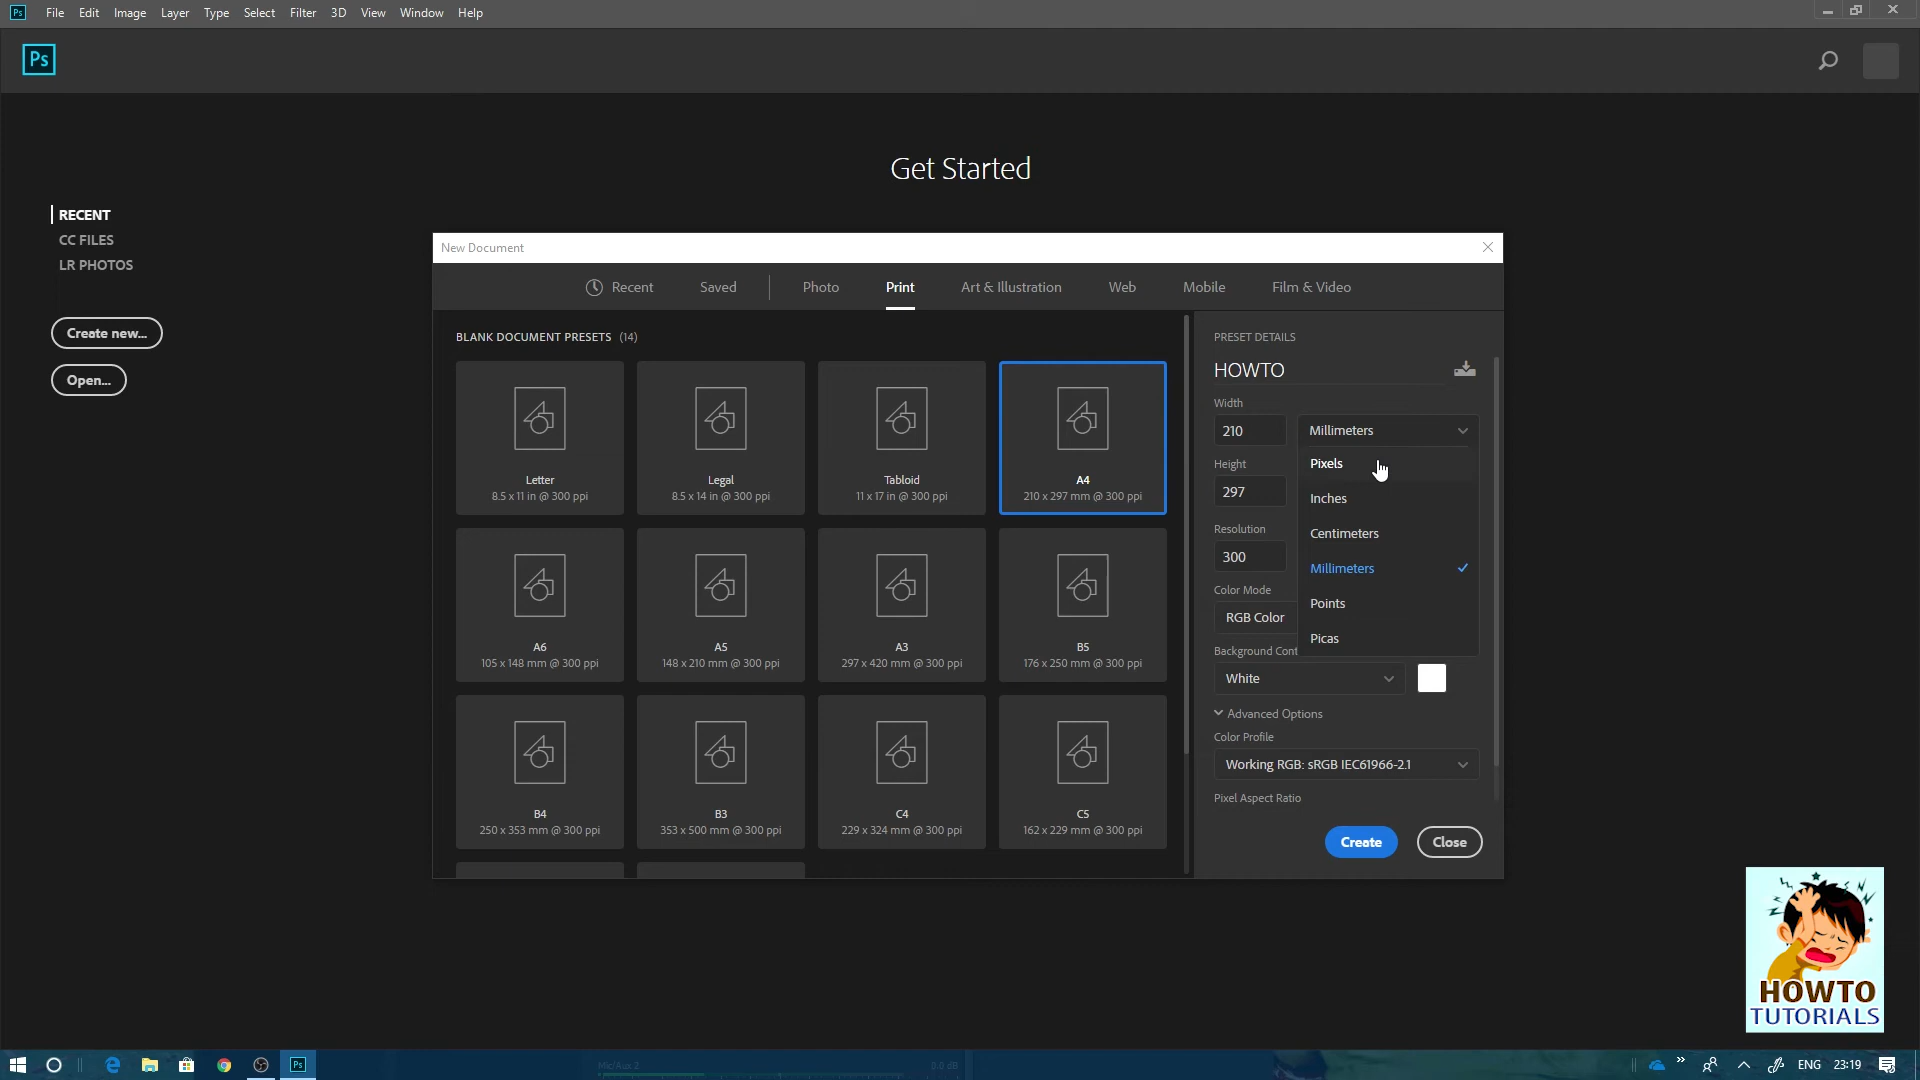 Ps File Edit Image Layer Type Select Filter 3D View Window Help
Ps
Get Started
RECENT
CC FILES
LR PHOTOS
Create new...
Open...
New Document
Recent Saved Photo Print Art & Illustration Web Mobile Film & Video
BLANK DOCUMENT PRESETS (14)
Letter
8.5 x 11 in @ 300 ppi
Legal
8.5 x 14 in @ 300 ppi
Tabloid
11 x 17 in @ 300 ppi
A4
210 x 297 mm @ 300 ppi
A6
105 x 148 mm @ 300 ppi
A5
148 x 210 mm @ 300 ppi
A3
297 x 420 mm @ 300 ppi
B5
176 x 250 mm @ 300 ppi
B4
250 x 353 mm @ 300 ppi
B3
353 x 500 mm @ 300 ppi
C4
229 x 324 mm @ 300 ppi
C5
162 x 229 mm @ 300 ppi
PRESET DETAILS
HOWTO
Width
210 Millimeters
Pixels
Inches
Centimeters
Millimeters
Points
Picas
Height
297
Resolution
300
Color Mode
RGB Color
Background Cont
White
Advanced Options
Color Profile
Working RGB: sRGB IEC61966-2.1
Pixel Aspect Ratio
Create Close
HOWTO
TUTORIALS
Ps
Mic/Aux 2 0.0 dB
ENG 23:19